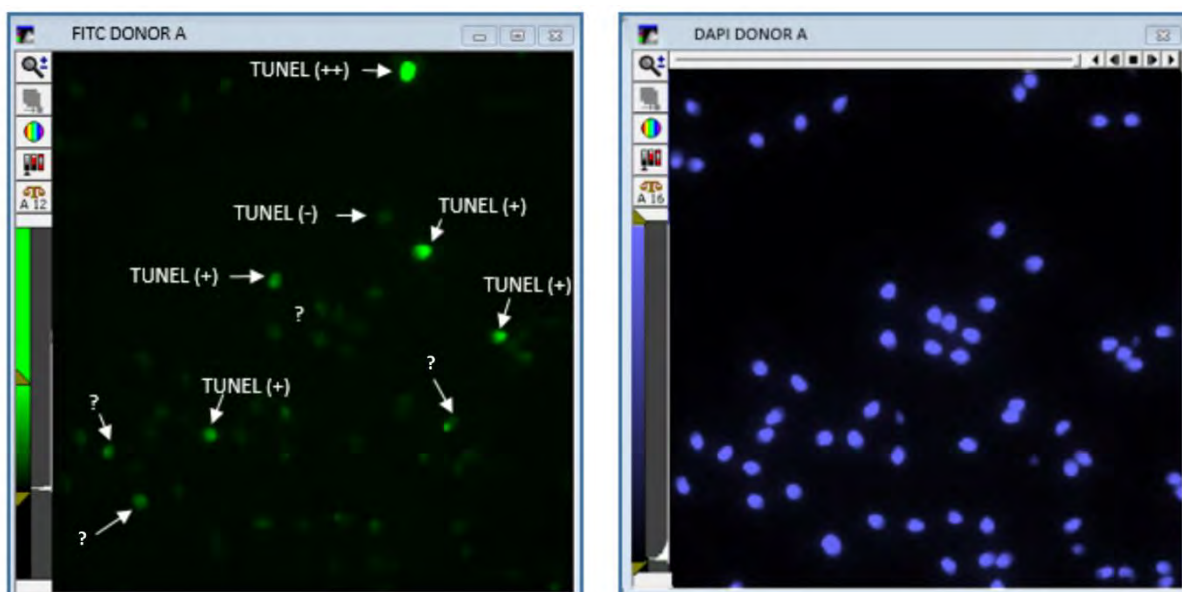 FITC DONOR A
TUNEL (++)
TUNEL (-)
TUNEL (+)
TUNEL (+)
TUNEL (+)
?
?
TUNEL (+)
?
?
A 12
DAPI DONOR A
A 16